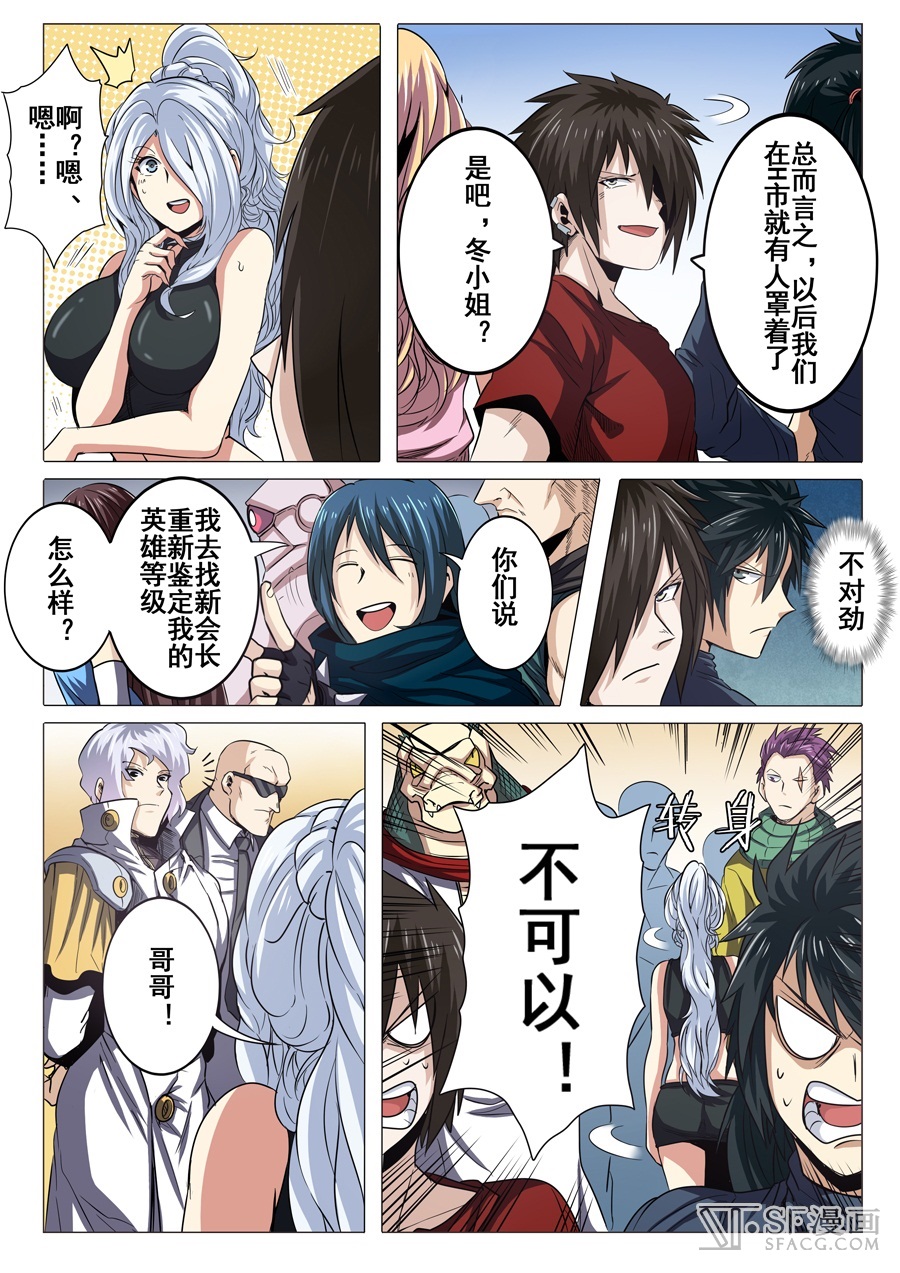 总而言之，以后我们
在H市就有人罩着了
是吧，冬小姐？
啊？嗯、
嗯……
不对劲
你们说
我去找新会长
重新鉴定我的
英雄等级
怎么样？
不可以！
转身
哥哥！
SF漫画
SFACG.COM